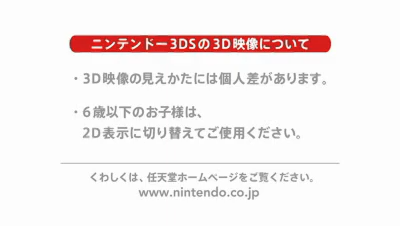 ニンテンドー3DSの3D映像について
・3D映像の見えかたには個人差があります。
・6歳以下のお子様は、
2D表示に切り替えてご使用ください。
くわしくは、任天堂ホームページをご覧ください。
www.nintendo.co.jp